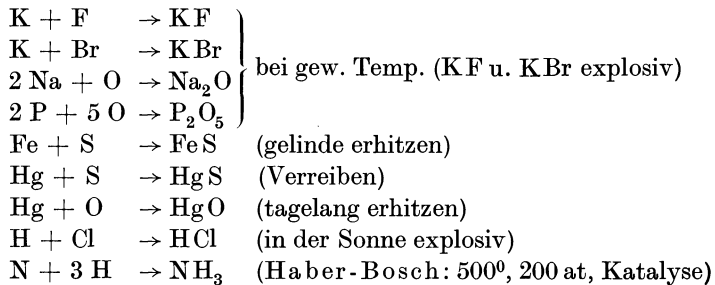 K + F → KF
K + Br → KBr
2 Na + O → Na₂O
2 P + 5 O → P₂O₅
bei gew. Temp. (KF u. KBr explosiv)
Fe + S → FeS (gelinde erhitzen)
Hg + S → HgS (Verreiben)
Hg + O → HgO (tagelang erhitzen)
H + Cl → HCl (in der Sonne explosiv)
N + 3 H → NH₃ (Haber-Bosch: 500⁰, 200 at, Katalyse)